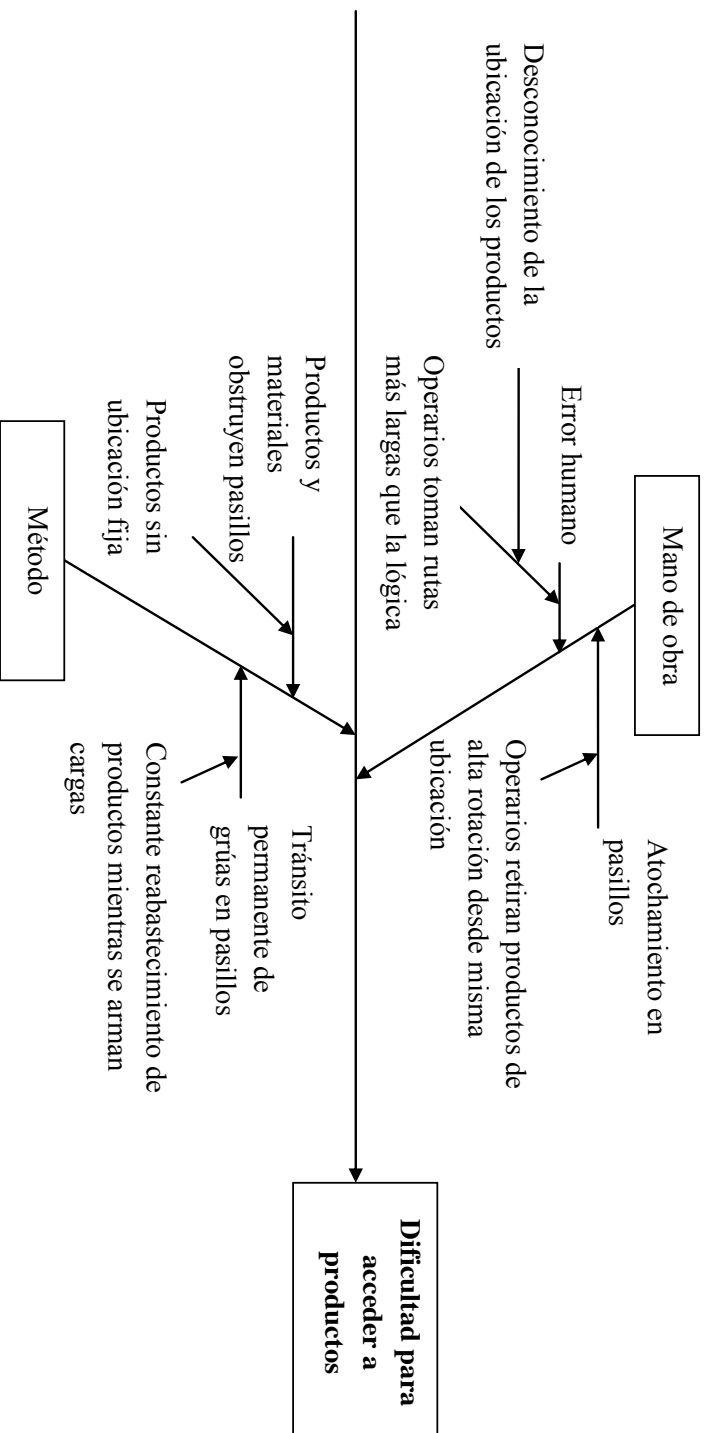 Mano de obra
Atochamiento en
pasillos
Error humano
Desconocimiento de la
ubicación de los productos
Operarios toman rutas
más largas que la lógica
Operarios retiran productos de
alta rotación desde misma
ubicación
Dificultad para
acceder a
productos
Productos y
materiales
obstruyen pasillos
Productos sin
ubicación fija
Tránsito
permanente de
grúas en pasillos
Constante reabastecimiento de
productos mientras se arman
cargas
Método